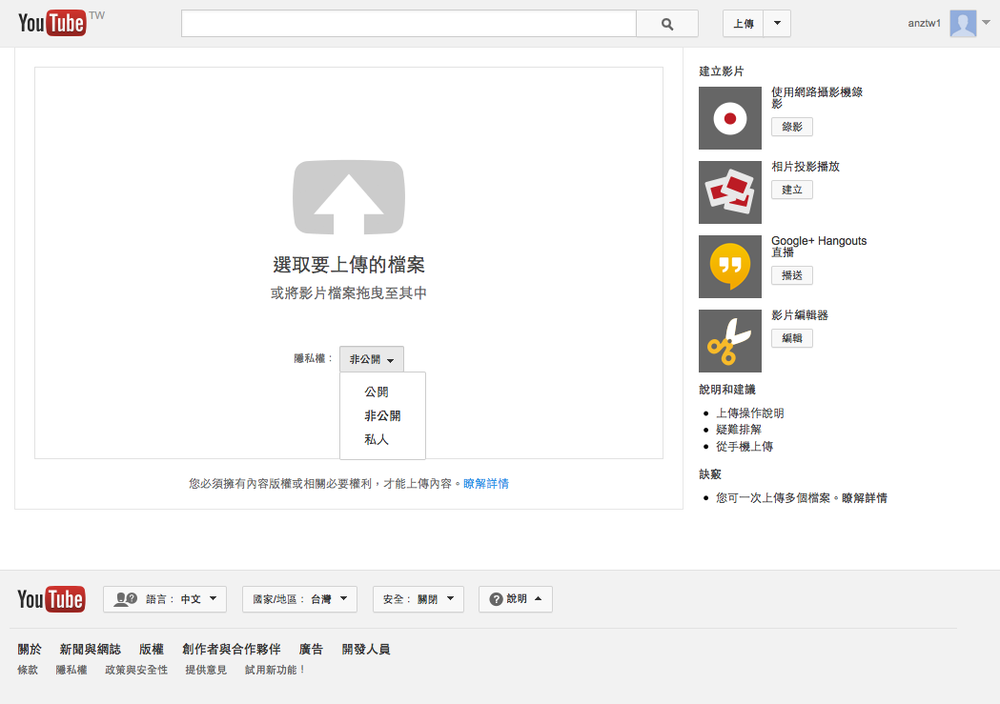 YouTube TW
上傳
anztw1
選取要上傳的檔案
或將影片檔案拖曳至其中
隱私權： 非公開
公開
非公開
私人
您必須擁有內容版權或相關必要權利，才能上傳內容。瞭解詳情
建立影片
使用網路攝影機錄
影
錄影
相片投影播放
建立
Google+ Hangouts
直播
播送
影片編輯器
編輯
說明和建議
上傳操作說明
疑難排解
從手機上傳
訣竅
您可一次上傳多個檔案。瞭解詳情
YouTube 語言： 中文 國家/地區： 台灣 安全： 關閉 說明
關於 新聞與網誌 版權 創作者與合作夥伴 廣告 開發人員
條款 隱私權 政策與安全性 提供意見 試用新功能！